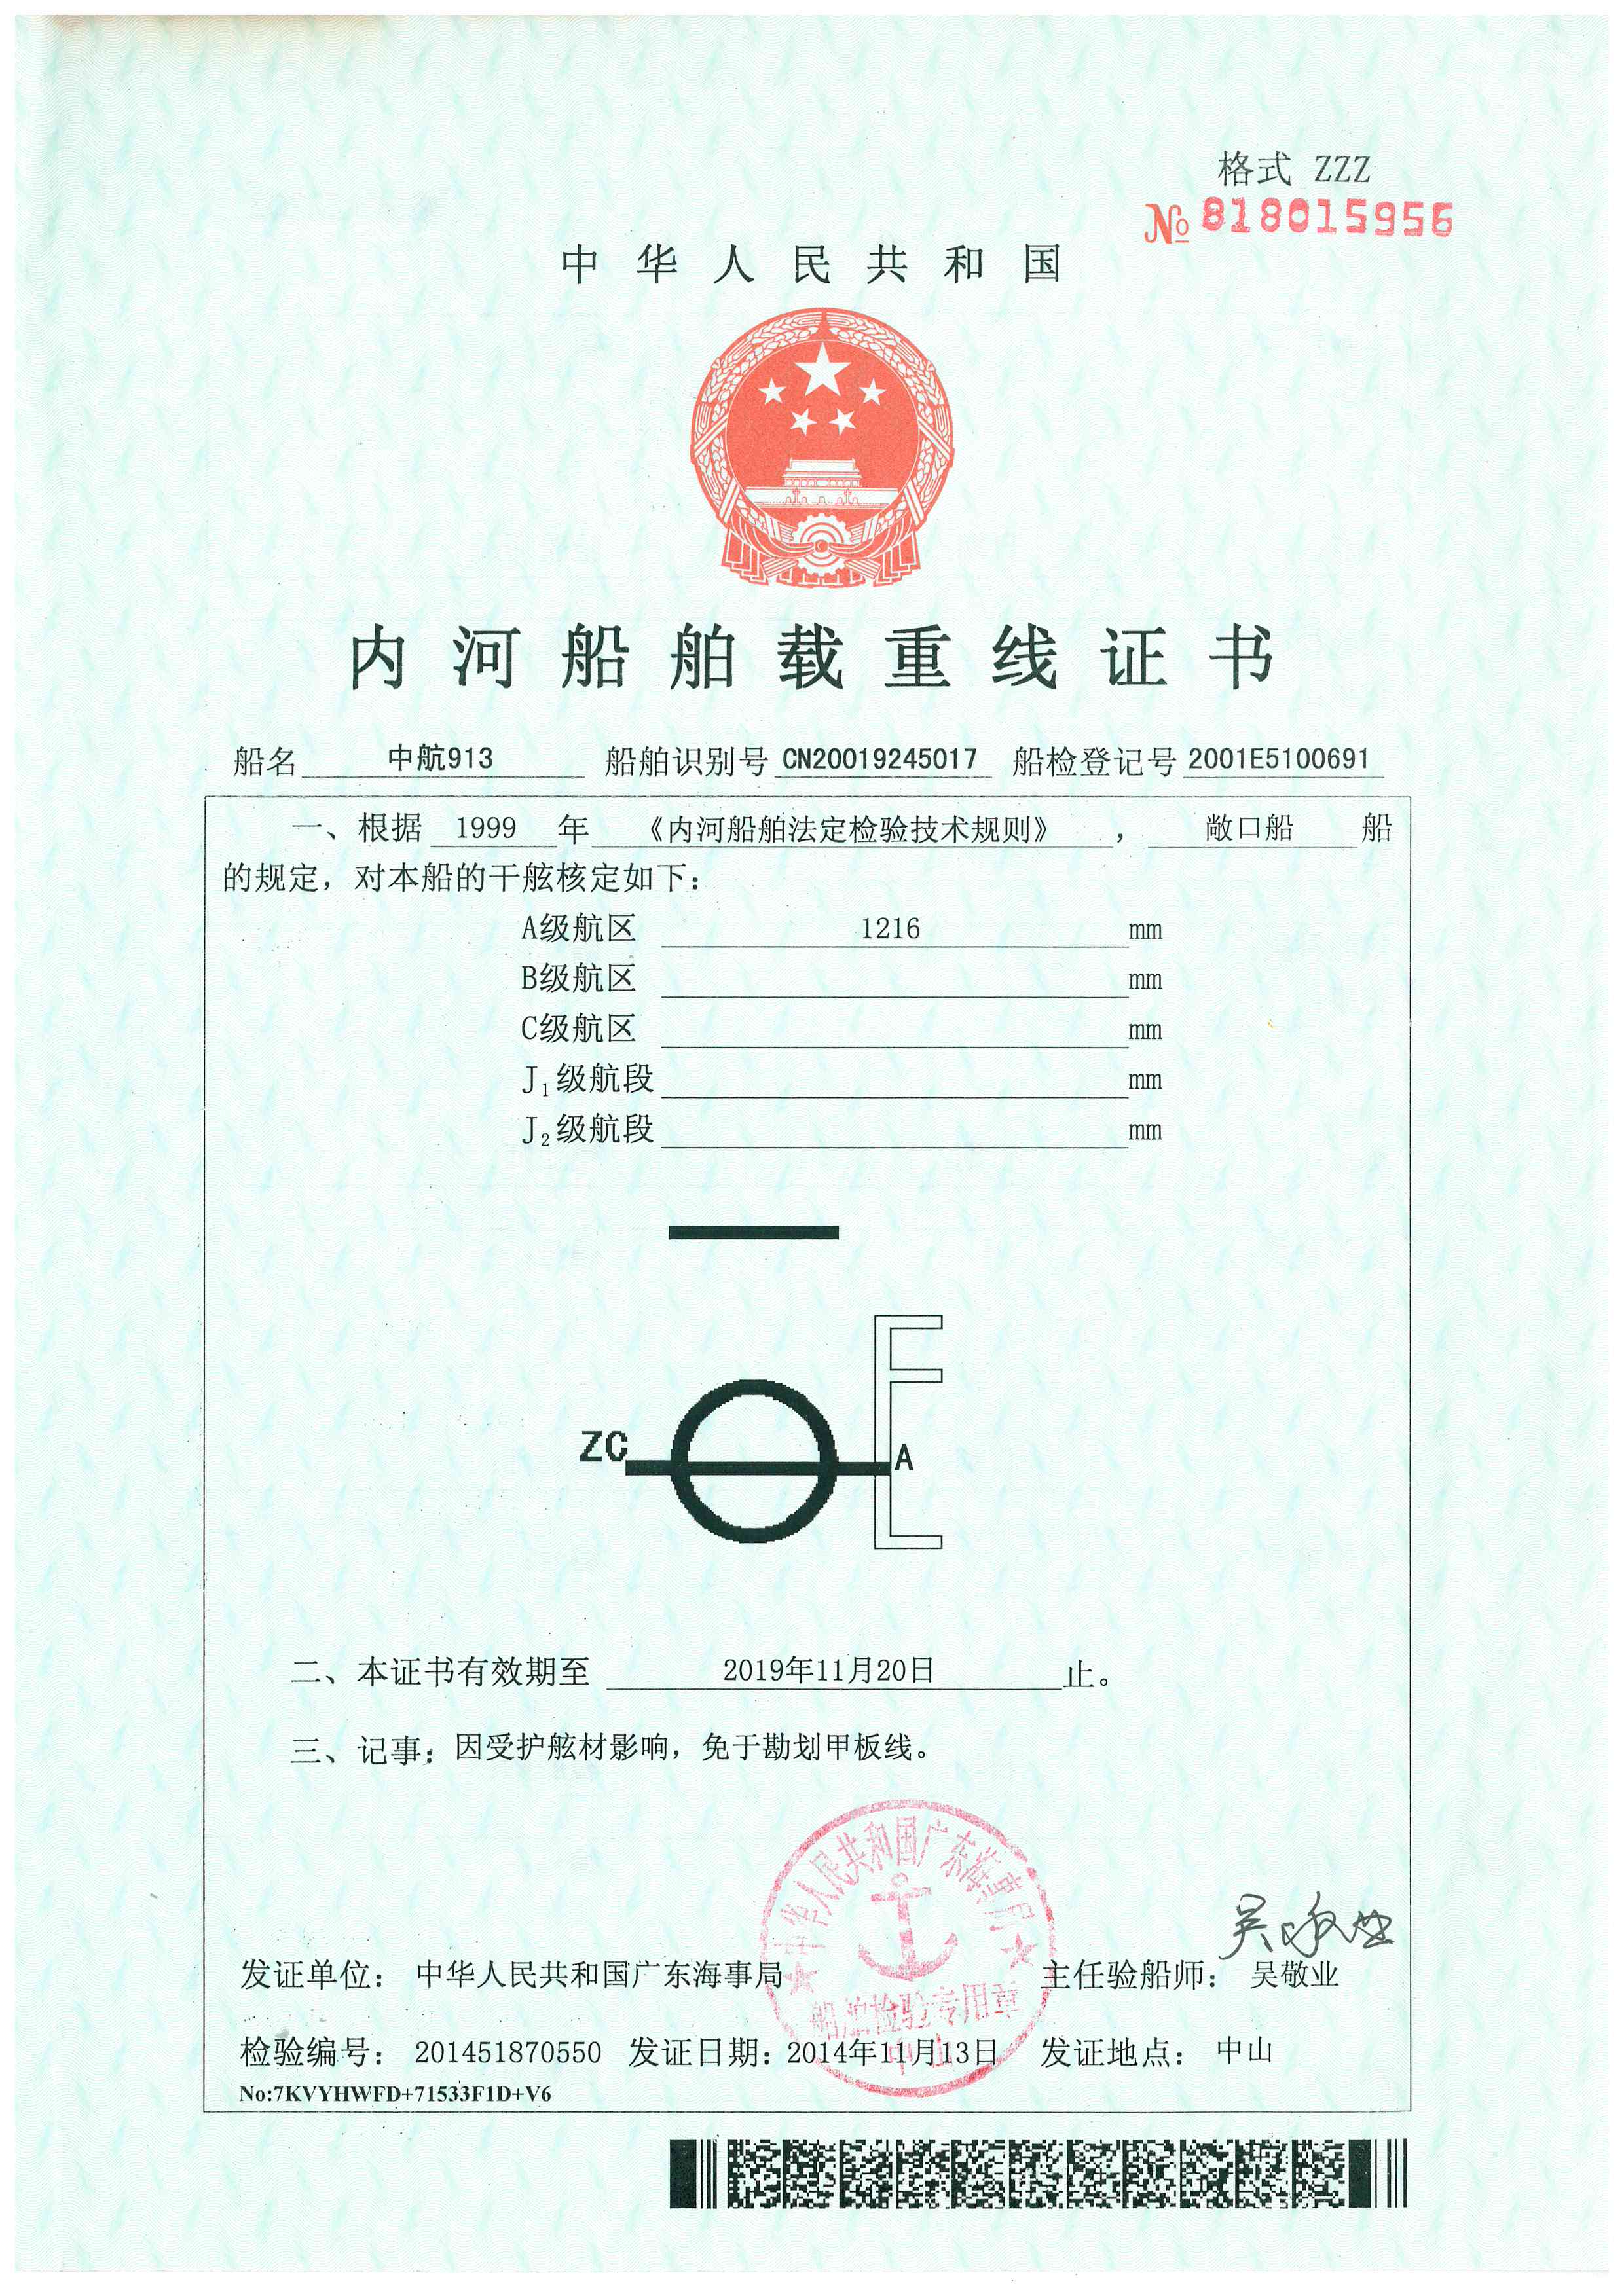 格式 ZZZ
№ 818015956
中华人民共和国
内河船舶载重线证书
船名 中航913 船舶识别号 CN20019245017 船检登记号 2001E5100691
一、根据 1999 年 《内河船舶法定检验技术规则》 , 敞口船 船
的规定，对本船的干舷核定如下：
A级航区 1216 mm
B级航区 mm
C级航区 mm
J₁级航段 mm
J₂级航段 mm
ZC A
二、本证书有效期至 2019年11月20日 止。
三、记事：因受护舷材影响，免于勘划甲板线。
中华人民共和国广东海事局
船舶检验专用章
中山
吴敬业
发证单位： 中华人民共和国广东海事局 主任验船师： 吴敬业
检验编号： 201451870550 发证日期：2014年11月13日 发证地点： 中山
No:7KVYHWFD+71533F1D+V6